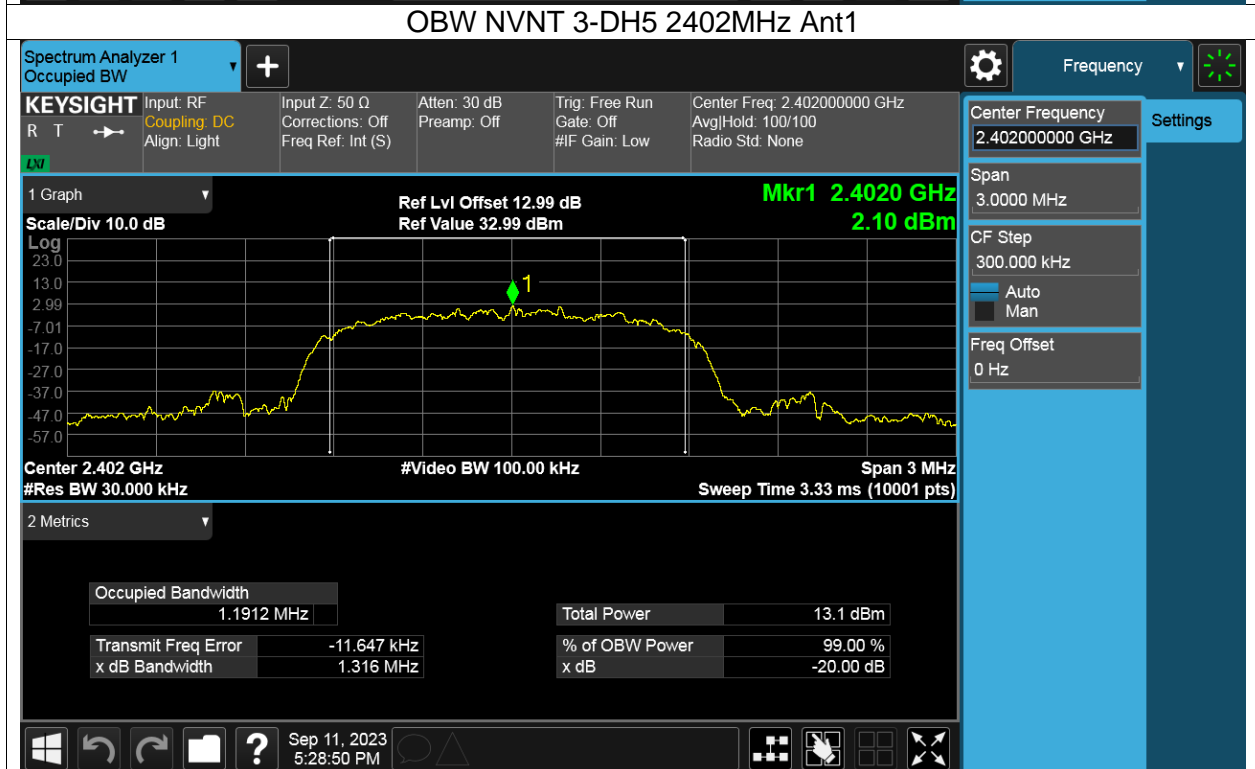 OBW NVNT 3-DH5 2402MHz Ant1
Spectrum Analyzer 1
Occupied BW
Frequency
KEYSIGHT
R T
LXI
Input: RF
Coupling: DC
Align: Light
Input Z: 50 Ω
Corrections: Off
Freq Ref: Int (S)
Atten: 30 dB
Preamp: Off
Trig: Free Run
Gate: Off
#IF Gain: Low
Center Freq: 2.402000000 GHz
Avg|Hold: 100/100
Radio Std: None
Center Frequency
2.402000000 GHz
Settings
Span
3.0000 MHz
CF Step
300.000 kHz
Auto
Man
Freq Offset
0 Hz
1 Graph
Ref Lvl Offset 12.99 dB
Mkr1 2.4020 GHz
Scale/Div 10.0 dB
Ref Value 32.99 dBm
2.10 dBm
Log
23.0
13.0
2.99
-7.01
-17.0
-27.0
-37.0
-47.0
-57.0
1
Center 2.402 GHz
#Video BW 100.00 kHz
Span 3 MHz
#Res BW 30.000 kHz
Sweep Time 3.33 ms (10001 pts)
2 Metrics
Occupied Bandwidth
1.1912 MHz
Total Power 13.1 dBm
Transmit Freq Error -11.647 kHz
% of OBW Power 99.00 %
x dB Bandwidth 1.316 MHz
x dB -20.00 dB
?
Sep 11, 2023
5:28:50 PM